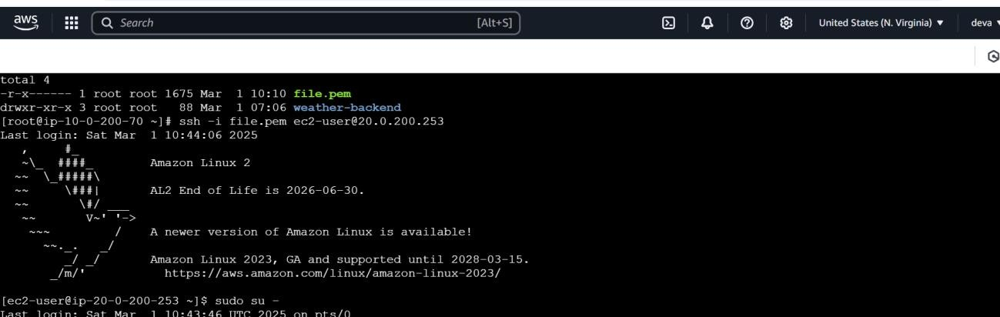 aws
Search [Alt+S] United States (N. Virginia) ▼ deva
total 4
-r-x------ 1 root root 1675 Mar  1 10:10 file.pem
drwxr-xr-x 3 root root   88 Mar  1 07:06 weather-backend
[root@ip-10-0-200-70 ~]# ssh -i file.pem ec2-user@20.0.200.253
Last login: Sat Mar  1 10:44:06 2025
   ,     #_
   ~\_  ####_        Amazon Linux 2
  ~~  \_#####\
  ~~     \###|       AL2 End of Life is 2026-06-30.
  ~~       \#/ ___
   ~~       V~' '->
    ~~~         /    A newer version of Amazon Linux is available!
      ~~._.   _/
         _/ _/       Amazon Linux 2023, GA and supported until 2028-03-15.
       _/m/'           https://aws.amazon.com/linux/amazon-linux-2023/
[ec2-user@ip-20-0-200-253 ~]$ sudo su -
Last login: Sat Mar  1 10:43:46 UTC 2025 on pts/0